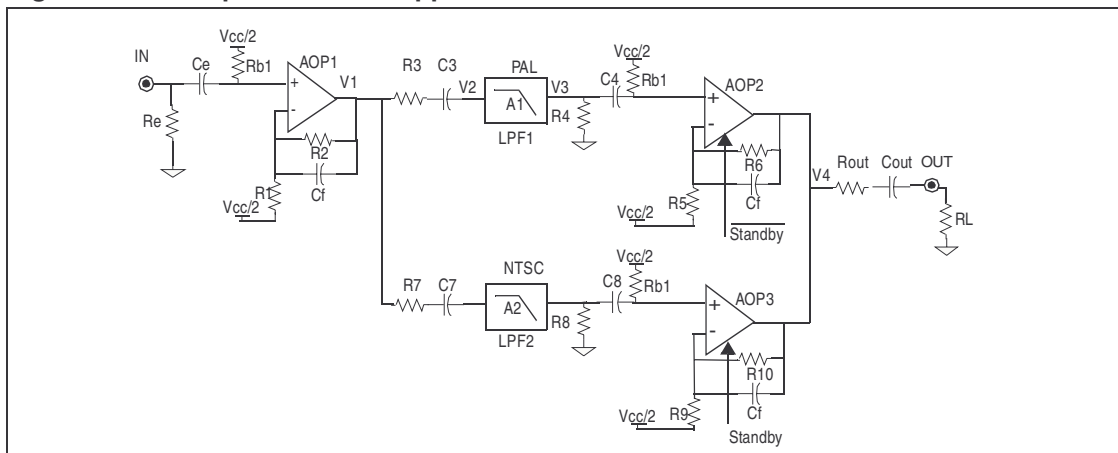 IN
Ce
Vcc/2
Rb1
AOP1
V1
Re
R2
Cf
R1
Vcc/2
R3
C3
V2
PAL
A1
LPF1
V3
R4
C4
Vcc/2
Rb1
AOP2
R6
Cf
R5
Vcc/2
Standby
V4
Rout
Cout
OUT
RL
R7
C7
NTSC
A2
LPF2
R8
C8
Vcc/2
Rb1
AOP3
R10
Cf
Vcc/2
R9
Standby
+
-
+
-
+
-